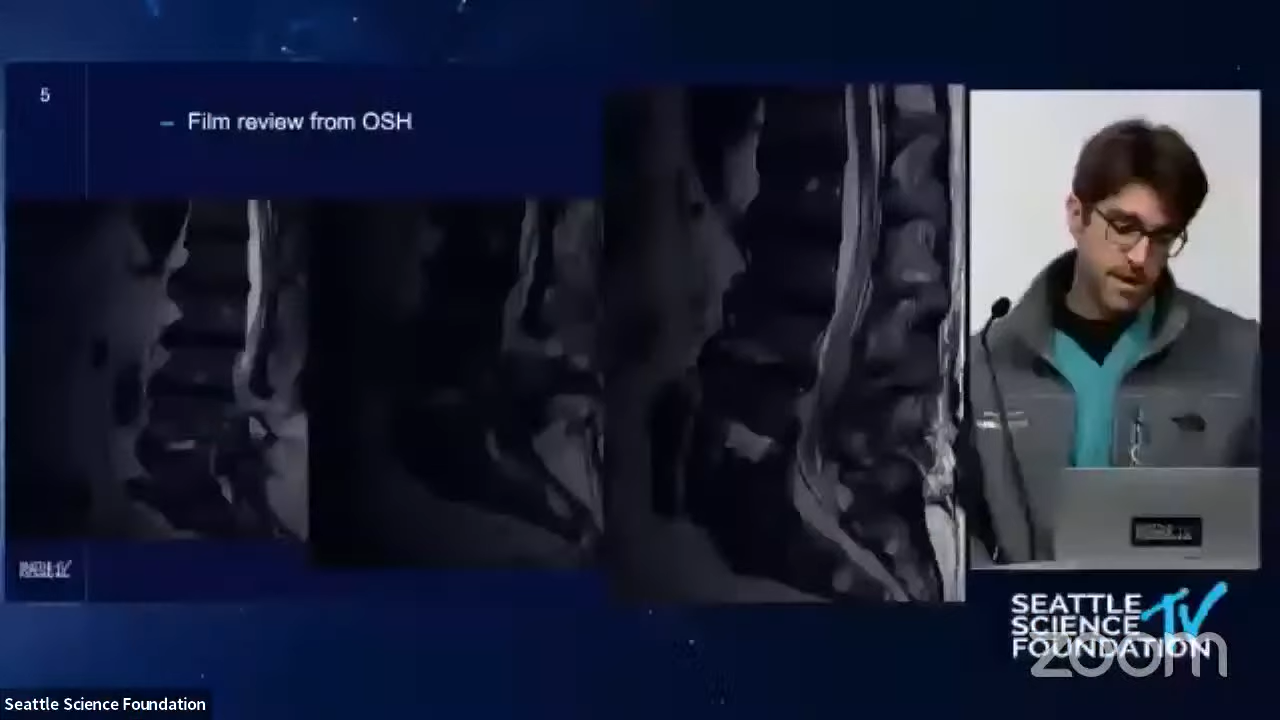 5
– Film review from OSH
SEATTLE
SCIENCE TV
FOUNDATION
zoom
Seattle Science Foundation